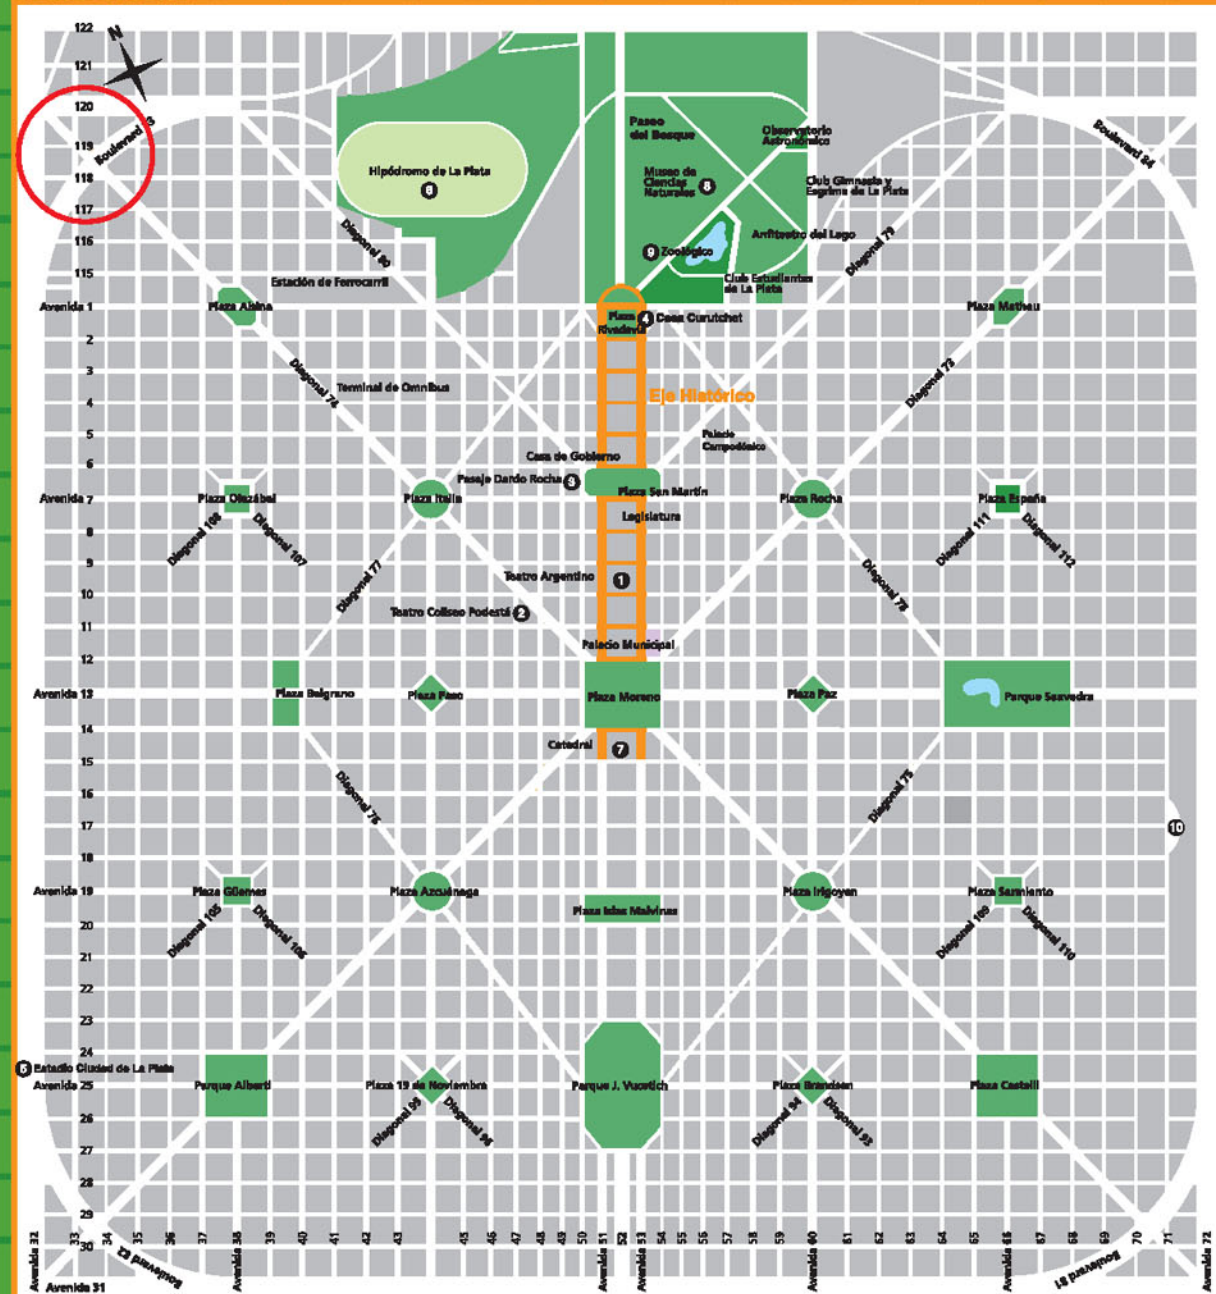 122
N
121
120
119
Boulevard 83
118
117
116
115
Avenida 1
2
3
4
5
6
Avenida 7
8
9
10
11
12
Avenida 13
14
15
16
17
18
Avenida 19
20
21
22
23
24
Avenida 25
26
27
28
29
30
Avenida 31
Hipódromo de La Plata
6
Paseo
del Bosque
Observatorio
Astronómico
Boulevard 84
Museo de
Ciencias
Naturales
8
Club Gimnasia y
Esgrima de La Plata
Anfiteatro del Lago
9 Zoológico
Club Estudiantes
de La Plata
Diagonal 79
Diagonal 80
Estación de Ferrocarril
Plaza Alsina
Plaza
Rivadavia
4 Casa Curutchet
Plaza Matheu
Diagonal 74
Terminal de Omnibus
Eje Histórico
Diagonal 73
Palacio
Campodónico
Casa de Gobierno
Pasaje Dardo Rocha
Plaza San Martín
Plaza Olazábal
Plaza Italia
Plaza Rocha
Plaza España
Legislatura
Diagonal 108
Diagonal 107
Diagonal 111
Diagonal 112
Diagonal 77
Teatro Argentino
1
Diagonal 78
Teatro Coliseo Podestá 2
Palacio Municipal
Plaza Belgrano
Plaza Paso
Plaza Moreno
Plaza Paz
Parque Saavedra
Catedral
7
Diagonal 76
Diagonal 75
10
Plaza Güemes
Plaza Azcuénaga
Plaza Islas Malvinas
Plaza Irigoyen
Plaza Sarmiento
Diagonal 105
Diagonal 106
Diagonal 109
Diagonal 110
5 Estadio Ciudad de La Plata
Parque Alberti
Plaza 19 de Noviembre
Parque J. Vucetich
Plaza Brandsen
Plaza Castelli
Diagonal 95
Diagonal 96
Diagonal 94
Diagonal 93
Avenida 32
33
34
35
36
37
Avenida 38
39
40
41
42
43
45
46
47
48
49
50
Avenida 51
52
Avenida 53
54
55
56
57
58
59
Avenida 60
61
62
63
64
65
Avenida 66
67
68
69
70
71
Avenida 72
Boulevard 82
Boulevard 81